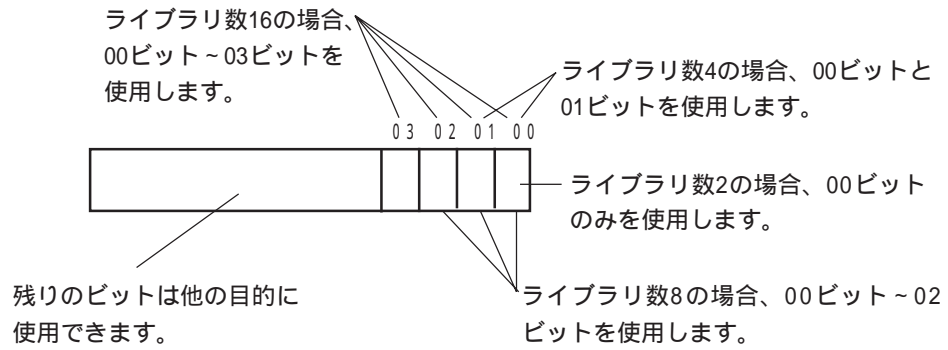 ライブラリ数16の場合、
00ビット~03ビットを
使用します。
ライブラリ数4の場合、00ビットと
01ビットを使用します。
03 02 01 00
ライブラリ数2の場合、00ビット
のみを使用します。
残りのビットは他の目的に
使用できます。
ライブラリ数8の場合、00ビット~02
ビットを使用します。